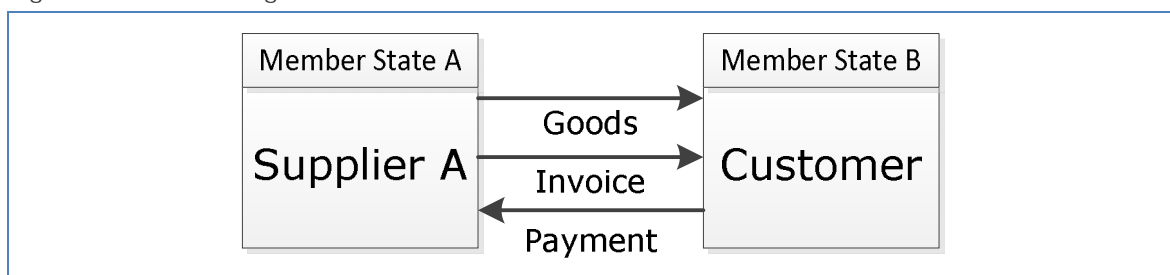 Member State A
Member State B
Supplier A
Goods
Invoice
Payment
Customer